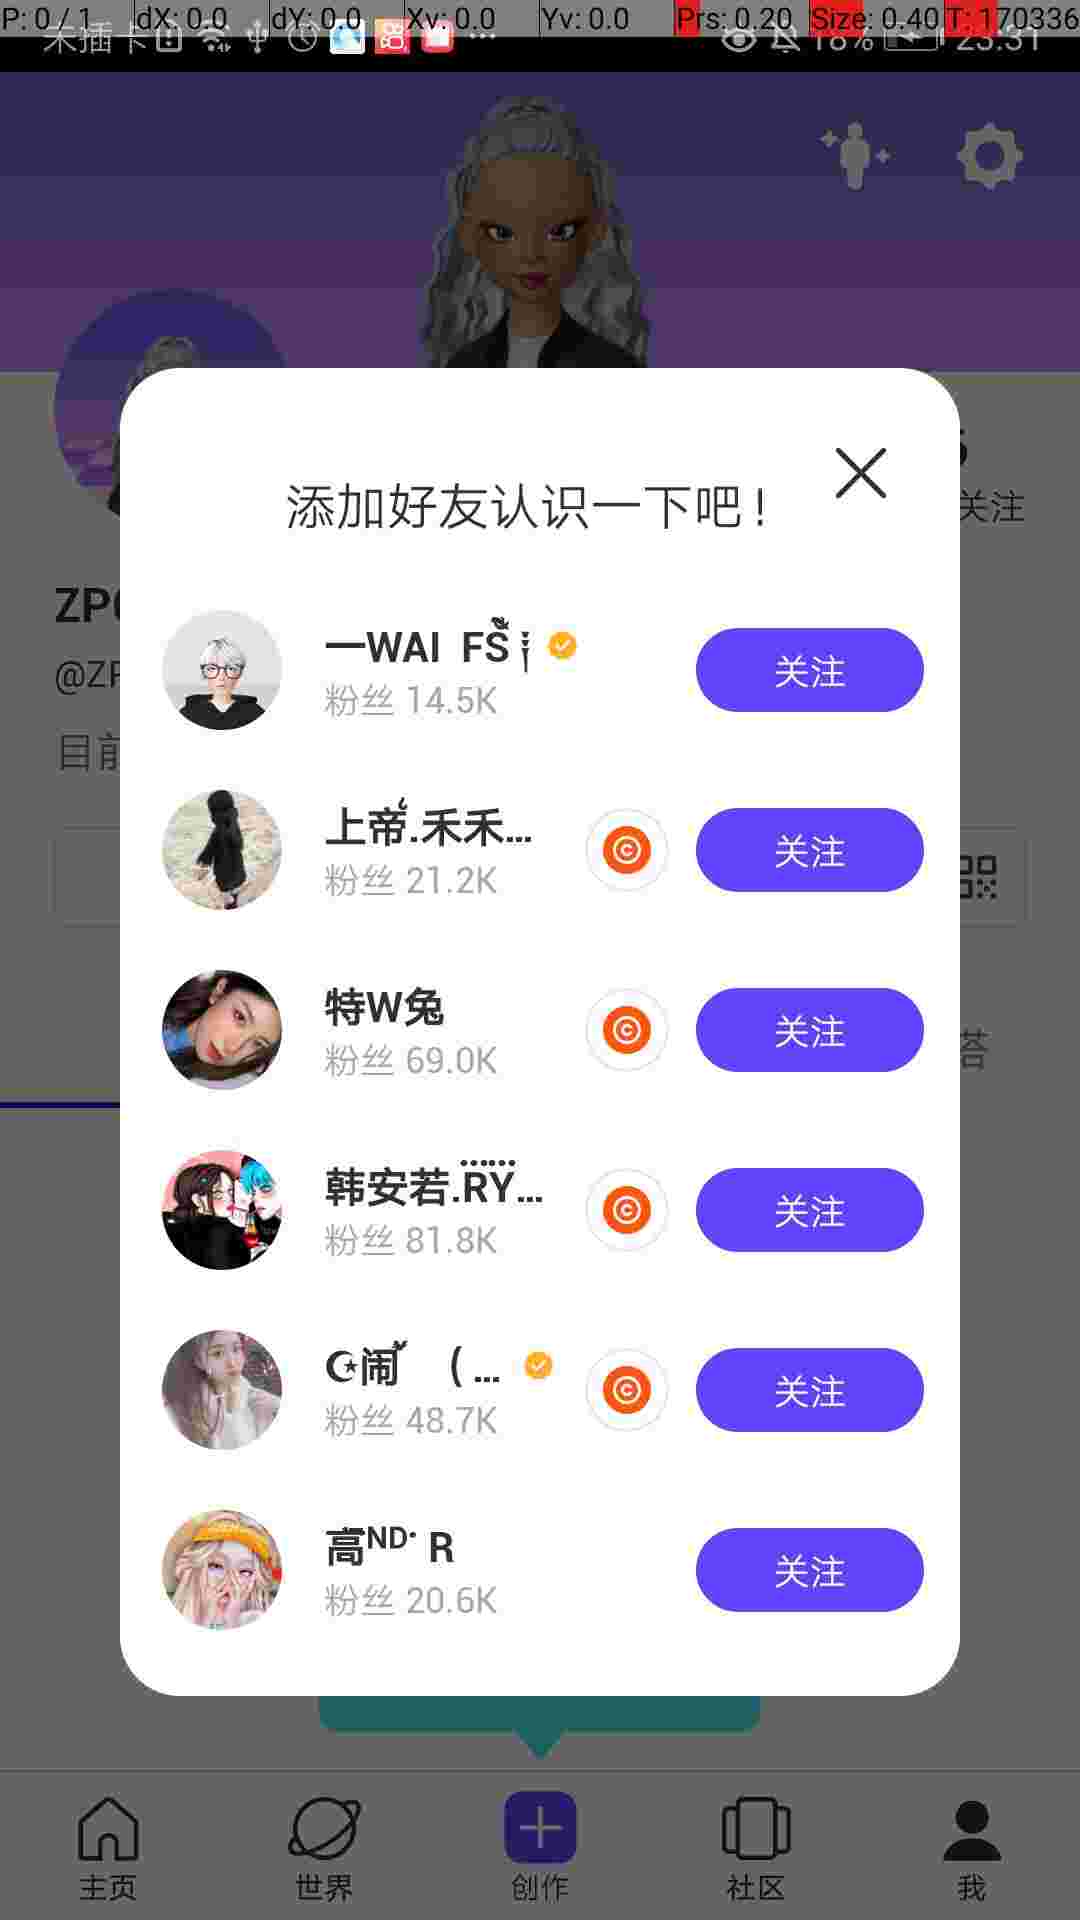 P: 0 / 1 dX: 0.0 dY: 0.0 Xv: 0.0 Yv: 0.0 Prs: 0.20 Size: 0.40 T: 170336
未插卡 18% 23:31
添加好友认识一下吧!
关注
ZP
@ZP
目前
一WAI FS
粉丝 14.5K
关注
上帝.禾禾...
粉丝 21.2K
关注
特W兔
粉丝 69.0K
关注
答
韩安若.RY...
粉丝 81.8K
关注
☪闹 ( ...
粉丝 48.7K
关注
高ᴺᴰ· R
粉丝 20.6K
关注
主页 世界 创作 社区 我